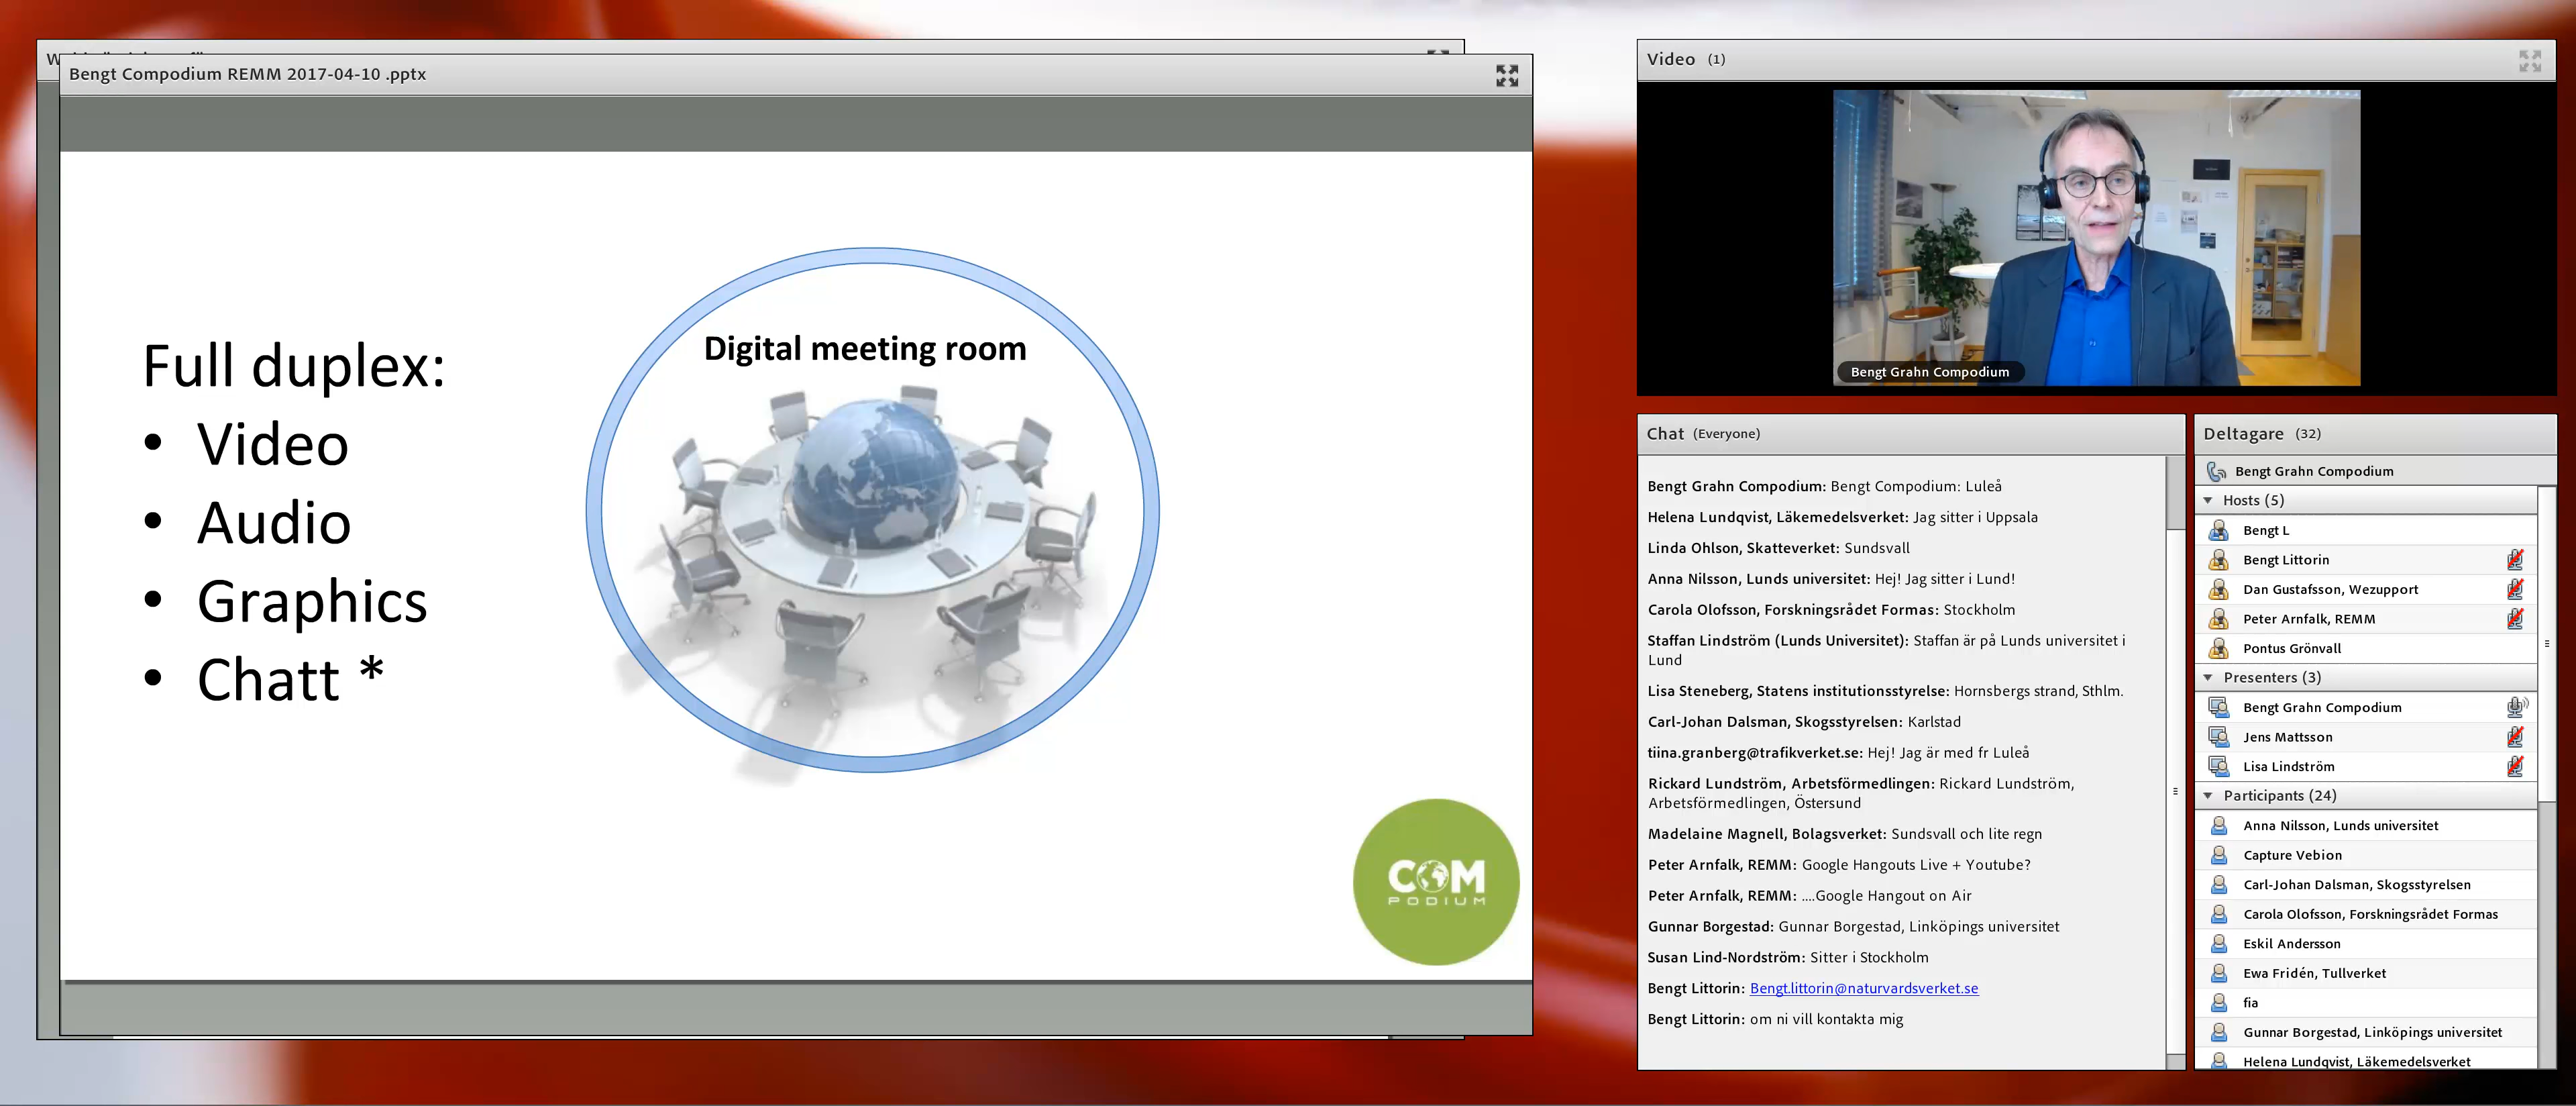 Bengt Compodium REMM 2017-04-10 .pptx
Full duplex:
• Video
• Audio
• Graphics
• Chatt *
Digital meeting room
COM
PODIUM
Video (1)
Bengt Grahn Compodium
Chat (Everyone)
Bengt Grahn Compodium: Bengt Compodium: Luleå
Helena Lundqvist, Läkemedelsverket: Jag sitter i Uppsala
Linda Ohlson, Skatteverket: Sundsvall
Anna Nilsson, Lunds universitet: Hej! Jag sitter i Lund!
Carola Olofsson, Forskningsrådet Formas: Stockholm
Staffan Lindström (Lunds Universitet): Staffan är på Lunds universitet i
Lund
Lisa Steneberg, Statens institutionsstyrelse: Hornsbergs strand, Sthlm.
Carl-Johan Dalsman, Skogsstyrelsen: Karlstad
tiina.granberg@trafikverket.se: Hej! Jag är med fr Luleå
Rickard Lundström, Arbetsförmedlingen: Rickard Lundström,
Arbetsförmedlingen, Östersund
Madelaine Magnell, Bolagsverket: Sundsvall och lite regn
Peter Arnfalk, REMM: Google Hangouts Live + Youtube?
Peter Arnfalk, REMM: ....Google Hangout on Air
Gunnar Borgestad: Gunnar Borgestad, Linköpings universitet
Susan Lind-Nordström: Sitter i Stockholm
Bengt Littorin: Bengt.littorin@naturvardsverket.se
Bengt Littorin: om ni vill kontakta mig
Deltagare (32)
Bengt Grahn Compodium
Hosts (5)
Bengt L
Bengt Littorin
Dan Gustafsson, Wezupport
Peter Arnfalk, REMM
Pontus Grönvall
Presenters (3)
Bengt Grahn Compodium
Jens Mattsson
Lisa Lindström
Participants (24)
Anna Nilsson, Lunds universitet
Capture Vebion
Carl-Johan Dalsman, Skogsstyrelsen
Carola Olofsson, Forskningsrådet Formas
Eskil Andersson
Ewa Fridén, Tullverket
fia
Gunnar Borgestad, Linköpings universitet
Helena Lundqvist, Läkemedelsverket